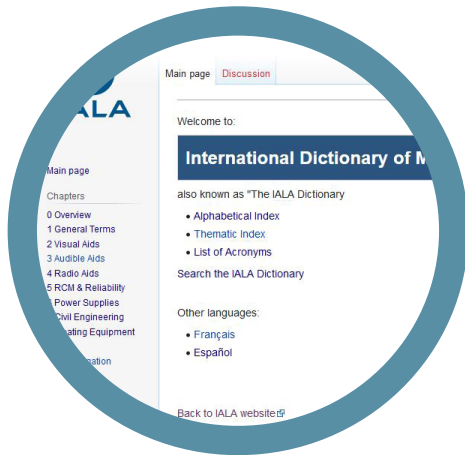 ALA
Main page
Chapters
0 Overview
1 General Terms
2 Visual Aids
3 Audible Aids
4 Radio Aids
5 RCM & Reliability
Power Supplies
Civil Engineering
ating Equipment
ation
Main page Discussion
Welcome to:
International Dictionary of M
also known as "The IALA Dictionary
• Alphabetical Index
• Thematic Index
• List of Acronyms
Search the IALA Dictionary
Other languages:
• Français
• Español
Back to IALA website